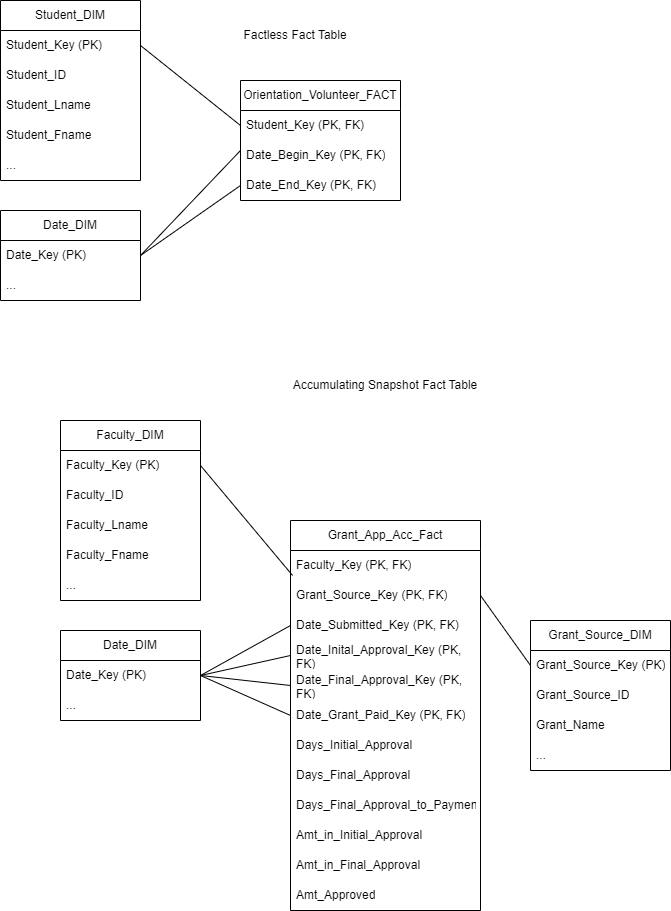 Student_DIM
Student_Key (PK)
Student_ID
Student_Lname
Student_Fname
...
Factless Fact Table
Orientation_Volunteer_FACT
Student_Key (PK, FK)
Date_Begin_Key (PK, FK)
Date_End_Key (PK, FK)
Date_DIM
Date_Key (PK)
...
Accumulating Snapshot Fact Table
Faculty_DIM
Faculty_Key (PK)
Faculty_ID
Faculty_Lname
Faculty_Fname
...
Date_DIM
Date_Key (PK)
...
Grant_App_Acc_Fact
Faculty_Key (PK, FK)
Grant_Source_Key (PK, FK)
Date_Submitted_Key (PK, FK)
Date_Inital_Approval_Key (PK,
FK)
Date_Final_Approval_Key (PK,
FK)
Date_Grant_Paid_Key (PK, FK)
Days_Initial_Approval
Days_Final_Approval
Days_Final_Approval_to_Paymen
Amt_in_Initial_Approval
Amt_in_Final_Approval
Amt_Approved
Grant_Source_DIM
Grant_Source_Key (PK)
Grant_Source_ID
Grant_Name
...